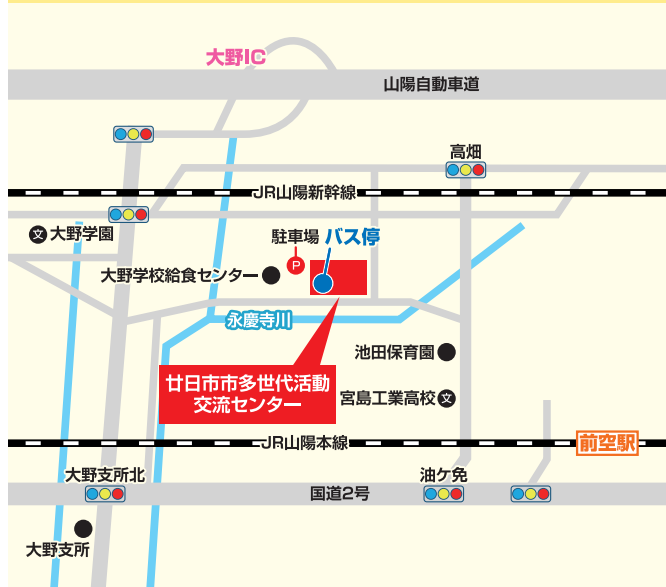 大野IC
山陽自動車道
高畑
JR山陽新幹線
文
大野学園
駐車場
バス停
P
大野学校給食センター
永慶寺川
池田保育園
廿日市市多世代活動
交流センター
宮島工業高校
文
JR山陽本線
前空駅
大野支所北
油ケ免
国道2号
大野支所